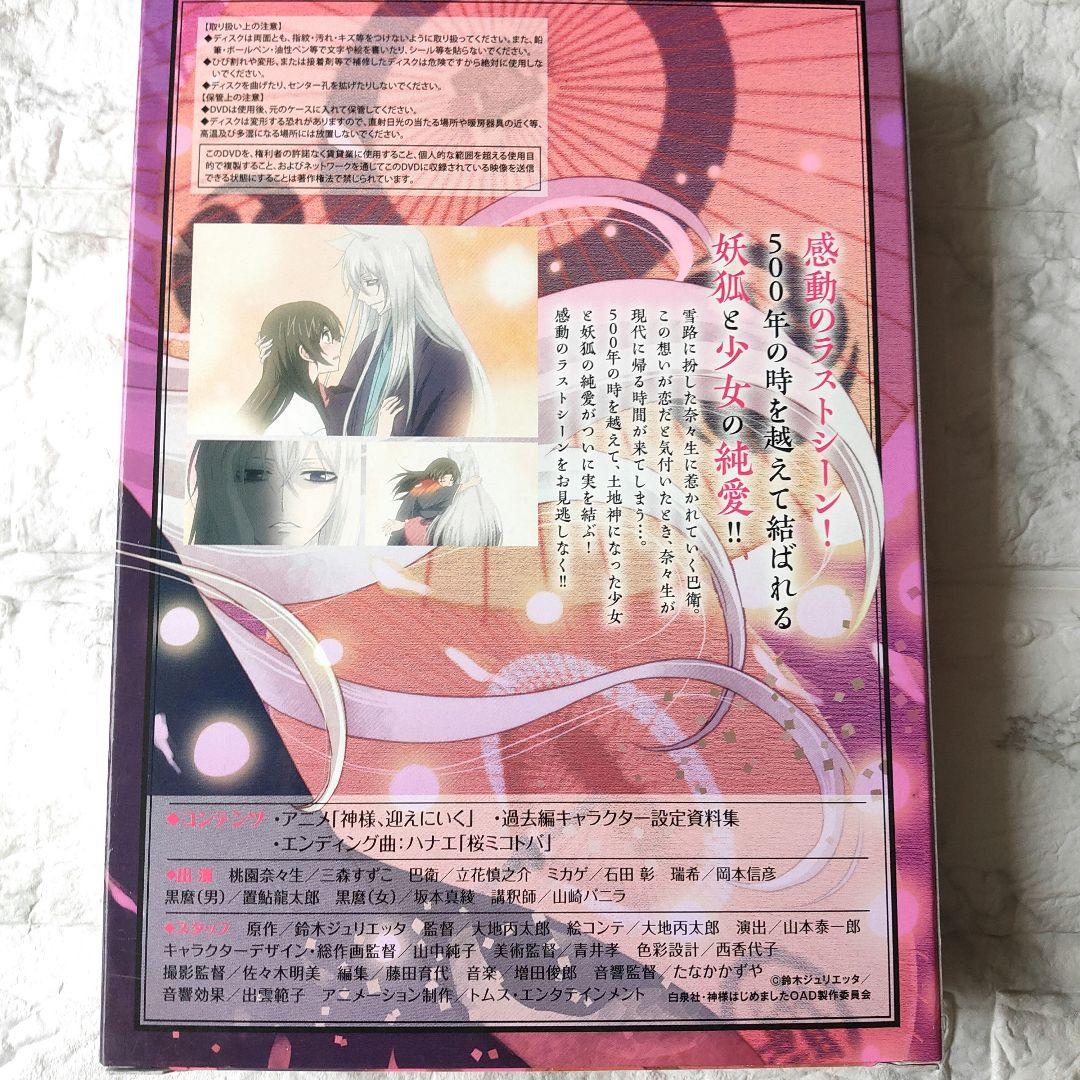 【取り扱い上の注意】
◆ディスクは両面とも、指紋・汚れ・キズ等をつけないように取り扱ってください。また、鉛
筆・ボールペン・油性ペン等で文字や絵を書いたり、シール等を貼らないでください。
◆ひび割れや変形、または接着剤等で補修したディスクは危険ですから絶対に使用しな
いでください。
◆ディスクを曲げたり、センター孔を拡げたりしないでください。
【保管上の注意】
◆DVDは使用後、元のケースに入れて保管してください。
◆ディスクは変形する恐れがありますので、直射日光の当たる場所や暖房器具の近く等、
高温及び多湿になる場所には放置しないでください。
このDVDを、権利者の許諾なく賃貸業に使用すること、個人的な範囲を超える使用目
的で複製すること、およびネットワークを通じてこのDVDに収録されている映像を送信
できる状態にすることは著作権法で禁じられています。
感動のラストシーン!
500年の時を越えて結ばれる
妖狐と少女の純愛!!
雪路に扮した奈々生に惹かれていく巴衛。
この想いが恋だと気付いたとき、奈々生が
現代に帰る時間が来てしまう…。
500年の時を越えて、土地神になった少女
と妖狐の純愛がついに実を結ぶ!
感動のラストシーンをお見逃しなく!!
◆コンテンツ ・アニメ「神様、迎えにいく」 ・過去編キャラクター設定資料集
・エンディング曲:ハナエ「桜ミコトバ」
◆出演 桃園奈々生/三森すずこ 巴衛/立花慎之介 ミカゲ/石田 彰 瑞希/岡本信彦
黒麿(男)/置鮎龍太郎 黒麿(女)/坂本真綾 講釈師/山崎バニラ
◆スタッフ 原作/鈴木ジュリエッタ 監督/大地丙太郎 絵コンテ/大地丙太郎 演出/山本泰一郎
キャラクターデザイン・総作画監督/山中純子 美術監督/青井孝 色彩設計/西香代子
撮影監督/佐々木明美 編集/藤田育代 音楽/増田俊郎 音響監督/たなかかずや
音響効果/出雲範子 アニメーション制作/トムス・エンタテインメント
©鈴木ジュリエッタ/
白泉社・神様はじめましたOAD製作委員会